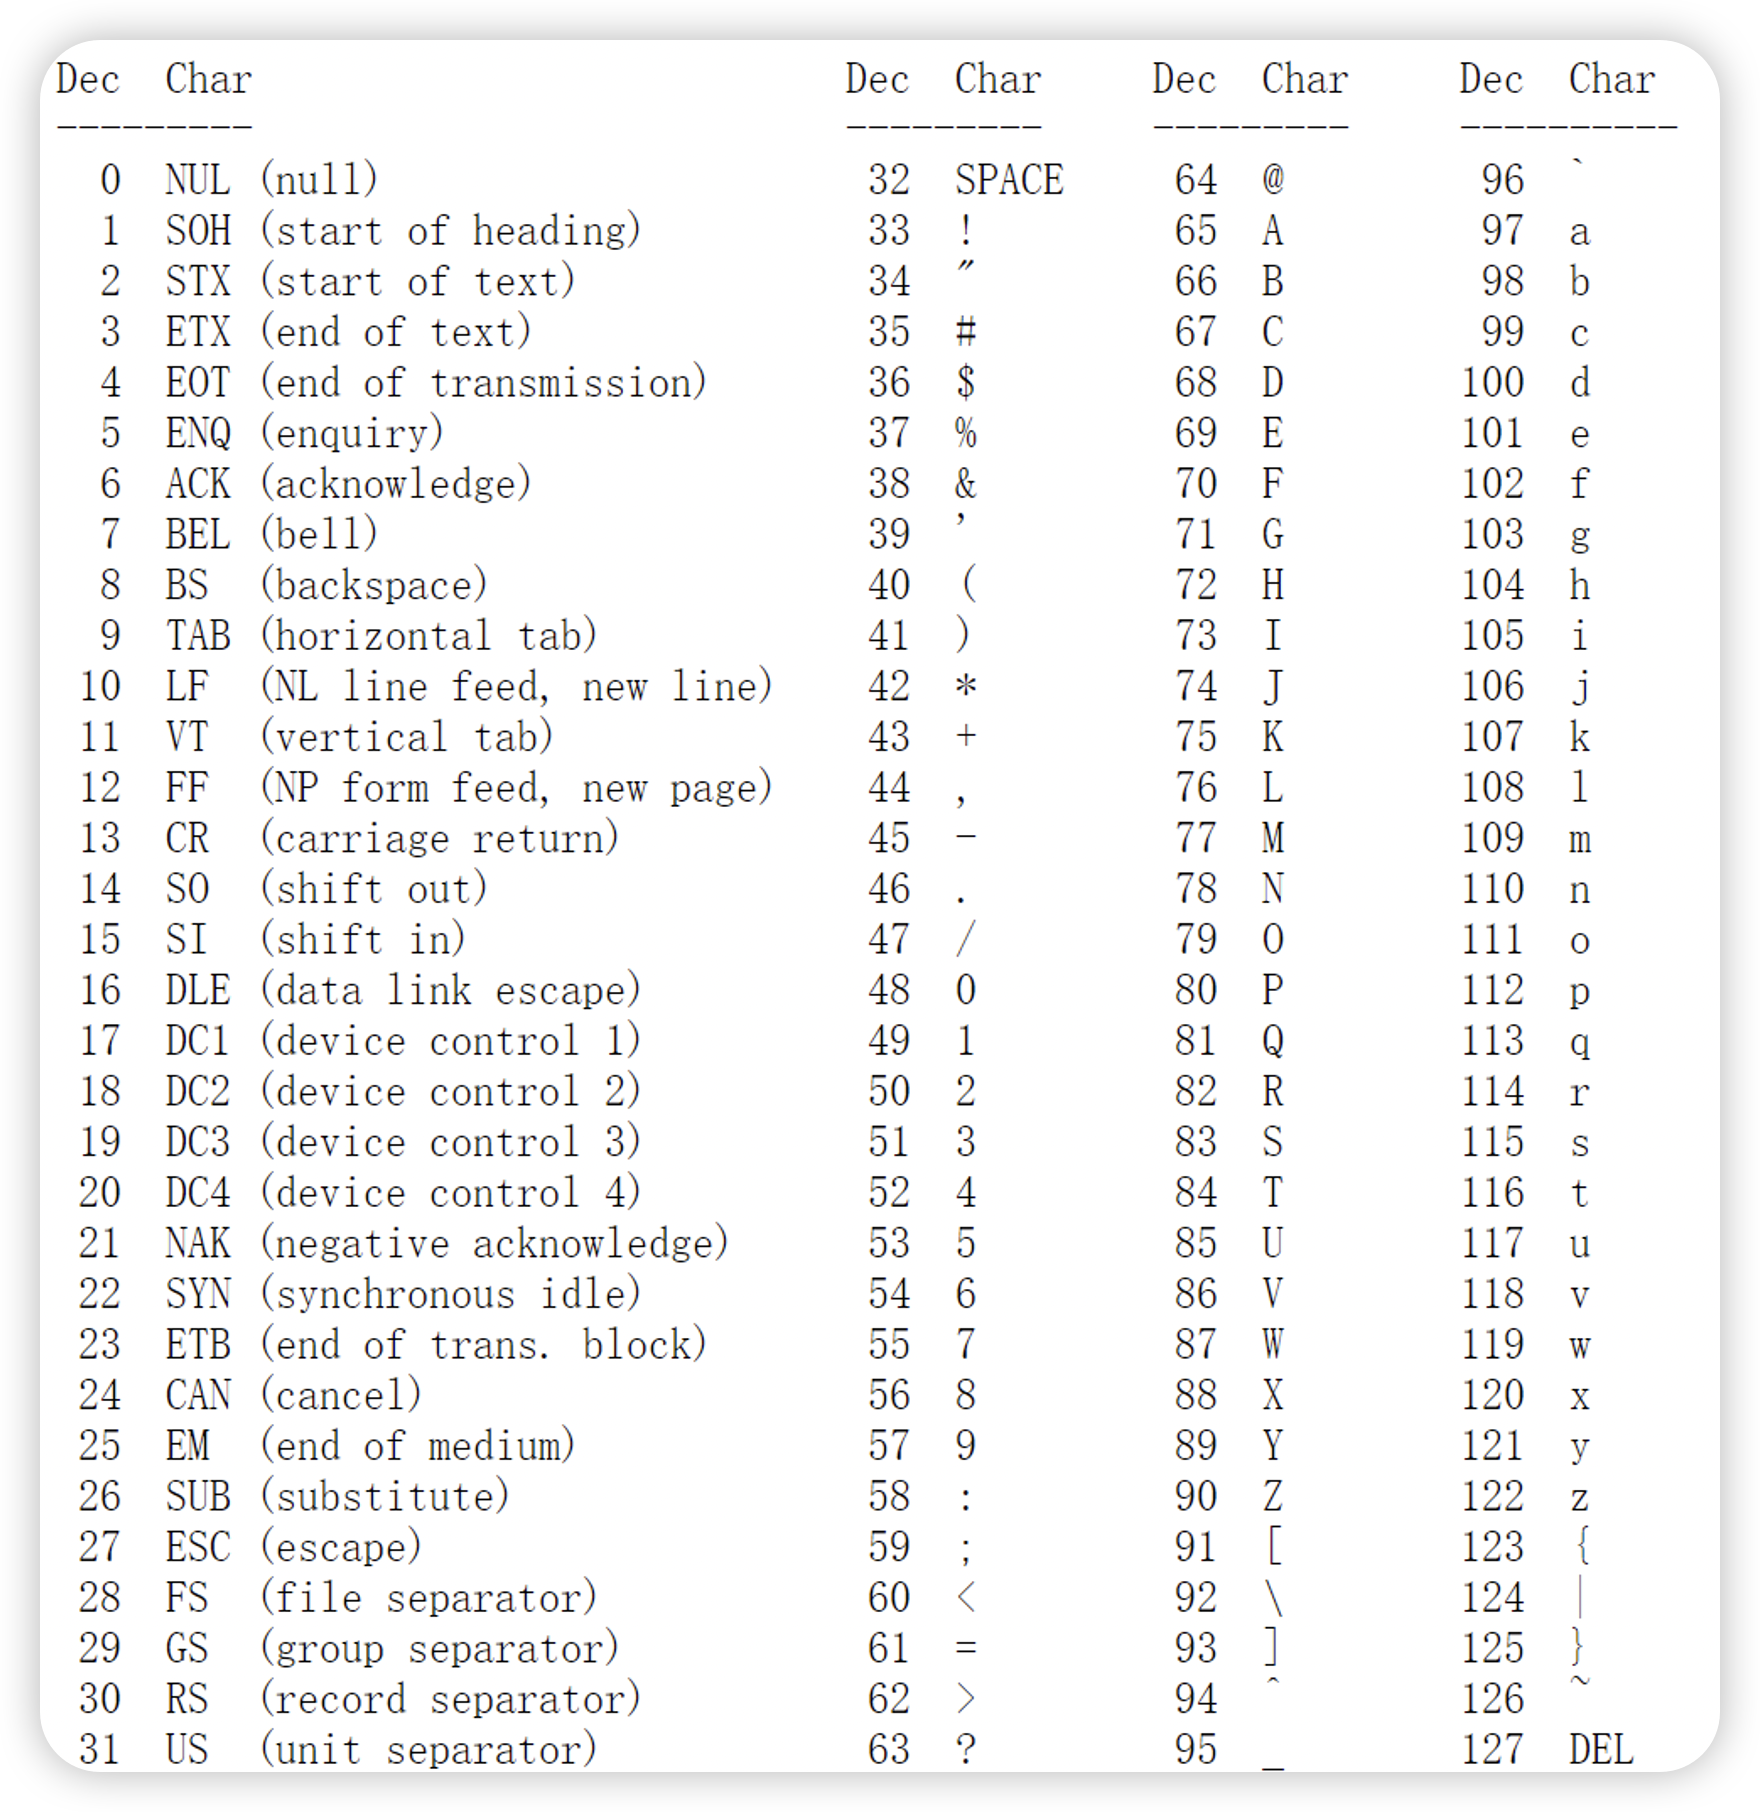 Dec  Char                           Dec  Char     Dec  Char     Dec  Char
---------                           ---------     ---------     ----------
  0  NUL (null)                      32  SPACE     64  @         96  `
  1  SOH (start of heading)          33  !         65  A         97  a
  2  STX (start of text)             34  "         66  B         98  b
  3  ETX (end of text)               35  #         67  C         99  c
  4  EOT (end of transmission)       36  $         68  D        100  d
  5  ENQ (enquiry)                   37  %         69  E        101  e
  6  ACK (acknowledge)               38  &         70  F        102  f
  7  BEL (bell)                      39  '         71  G        103  g
  8  BS  (backspace)                 40  (         72  H        104  h
  9  TAB (horizontal tab)            41  )         73  I        105  i
 10  LF  (NL line feed, new line)    42  *         74  J        106  j
 11  VT  (vertical tab)              43  +         75  K        107  k
 12  FF  (NP form feed, new page)    44  ,         76  L        108  l
 13  CR  (carriage return)           45  -         77  M        109  m
 14  SO  (shift out)                 46  .         78  N        110  n
 15  SI  (shift in)                  47  /         79  O        111  o
 16  DLE (data link escape)          48  0         80  P        112  p
 17  DC1 (device control 1)          49  1         81  Q        113  q
 18  DC2 (device control 2)          50  2         82  R        114  r
 19  DC3 (device control 3)          51  3         83  S        115  s
 20  DC4 (device control 4)          52  4         84  T        116  t
 21  NAK (negative acknowledge)      53  5         85  U        117  u
 22  SYN (synchronous idle)          54  6         86  V        118  v
 23  ETB (end of trans. block)       55  7         87  W        119  w
 24  CAN (cancel)                    56  8         88  X        120  x
 25  EM  (end of medium)             57  9         89  Y        121  y
 26  SUB (substitute)                58  :         90  Z        122  z
 27  ESC (escape)                    59  ;         91  [        123  {
 28  FS  (file separator)            60  <         92  \        124  |
 29  GS  (group separator)           61  =         93  ]        125  }
 30  RS  (record separator)          62  >         94  ^        126  ~
 31  US  (unit separator)            63  ?         95  _        127  DEL